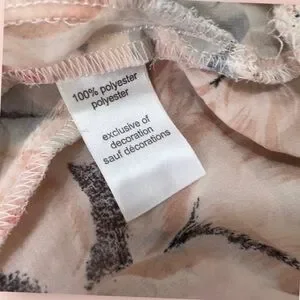 100% polyester
polyester
exclusive of
decoration
sauf décorations